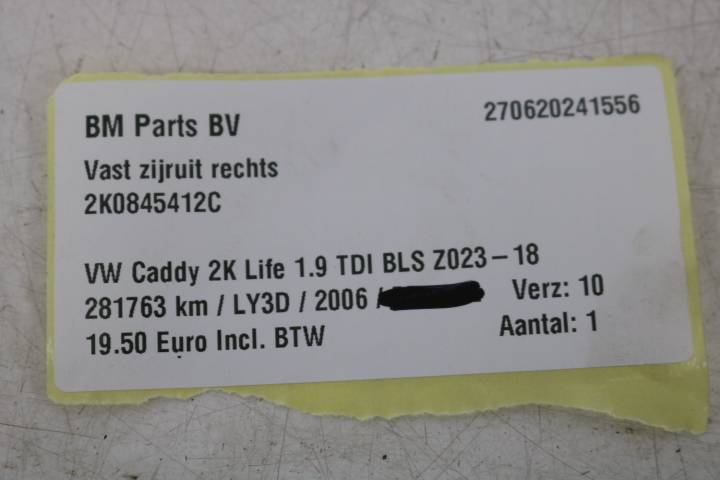 BM Parts BV 270620241556
Vast zijruit rechts
2K0845412C
VW Caddy 2K Life 1.9 TDI BLS Z023-18
281763 km / LY3D / 2006 / Verz: 10
19.50 Euro Incl. BTW Aantal: 1